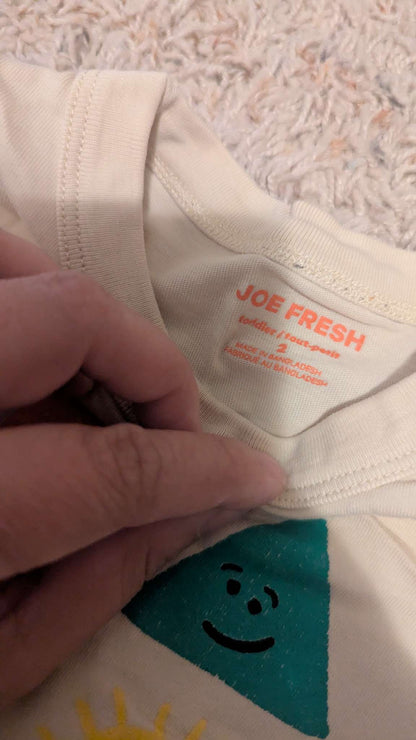 JOE FRESH
toddler / tout-petit
2
MADE IN BANGLADESH
FABRIQUÉ AU BANGLADESH